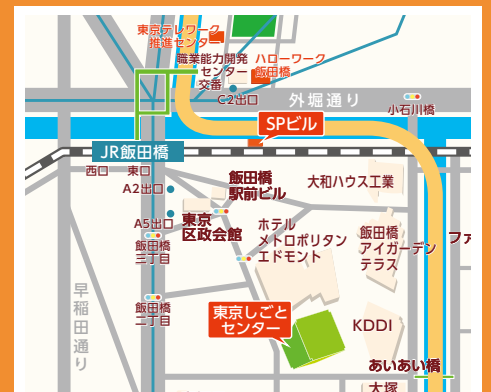 東京テレワーク
推進センター
職業能力開発
センター
ハローワーク
飯田橋
交番
C2出口
外堀通り
小石川橋
SPビル
JR飯田橋
西口
東口
A2出口
飯田橋
駅前ビル
大和ハウス工業
A5出口
東京
区政会館
ホテル
メトロポリタン
エドモント
飯田橋
アイガーデン
テラス
ファ
飯田橋
三丁目
早稲田通り
飯田橋
二丁目
東京しごと
センター
KDDI
あいあい橋
大塚